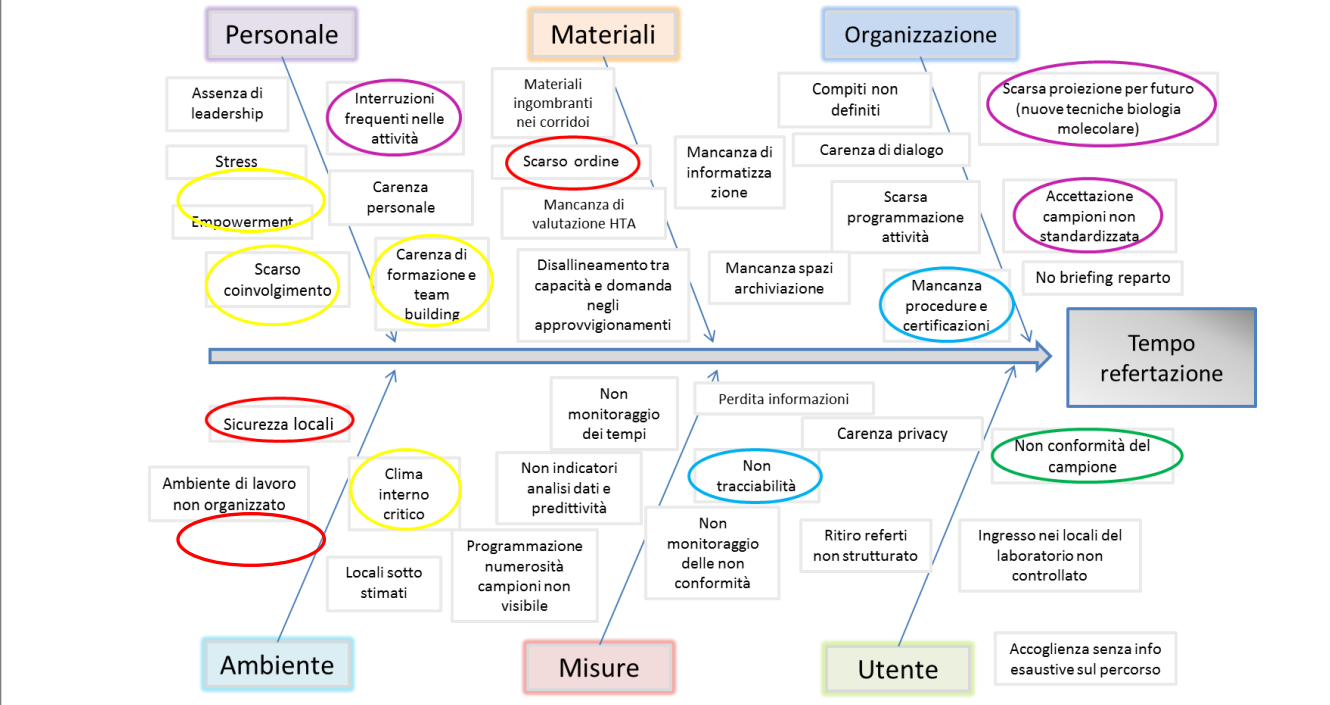 Personale
Materiali
Organizzazione
Assenza di
leadership
Interruzioni
frequenti nelle
attività
Stress
Empowerment
Carenza
personale
Scarso
coinvolgimento
Carenza di
formazione e
team
building
Materiali
ingombranti
nei corridoi
Scarso ordine
Mancanza di
valutazione HTA
Disallineamento tra
capacità e domanda
negli
approvvigionamenti
Mancanza di
informatizza
zione
Mancanza spazi
archiviazione
Compiti non
definiti
Carenza di dialogo
Scarsa
programmazione
attività
Mancanza
procedure e
certificazioni
Scarsa proiezione per futuro
(nuove tecniche biologia
molecolare)
Accettazione
campioni non
standardizzata
No briefing reparto
Tempo
refertazione
Sicurezza locali
Ambiente di lavoro
non organizzato
Clima
interno
critico
Locali sotto
stimati
Non
monitoraggio
dei tempi
Non indicatori
analisi dati e
predittività
Programmazione
numerosità
campioni non
visibile
Perdita informazioni
Non
tracciabilità
Non
monitoraggio
delle non
conformità
Carenza privacy
Non conformità del
campione
Ritiro referti
non strutturato
Ingresso nei locali del
laboratorio non
controllato
Accoglienza senza info
esaustive sul percorso
Ambiente
Misure
Utente